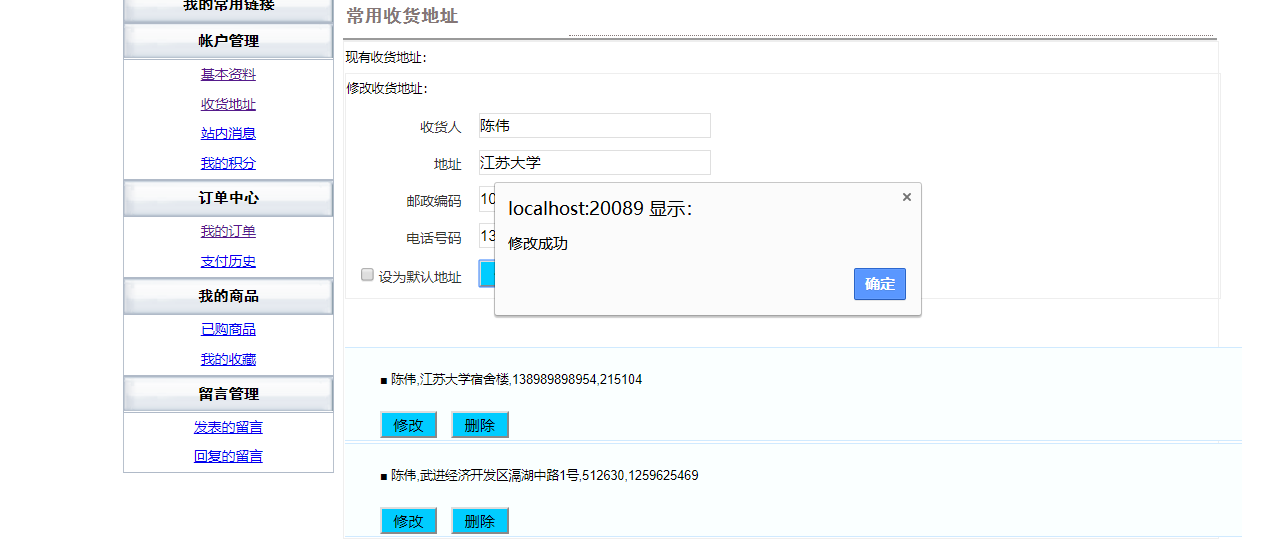 我的常用链接
帐户管理
基本资料
收货地址
站内消息
我的积分
订单中心
我的订单
支付历史
我的商品
已购商品
我的收藏
留言管理
发表的留言
回复的留言
常用收货地址
现有收货地址:
修改收货地址:
收货人 陈伟
地址 江苏大学
邮政编码 10
电话号码 13
设为默认地址
localhost:20089 显示:
修改成功
确定
■ 陈伟,江苏大学宿舍楼,138989898954,215104
修改 删除
■ 陈伟,武进经济开发区滆湖中路1号,512630,1259625469
修改 删除